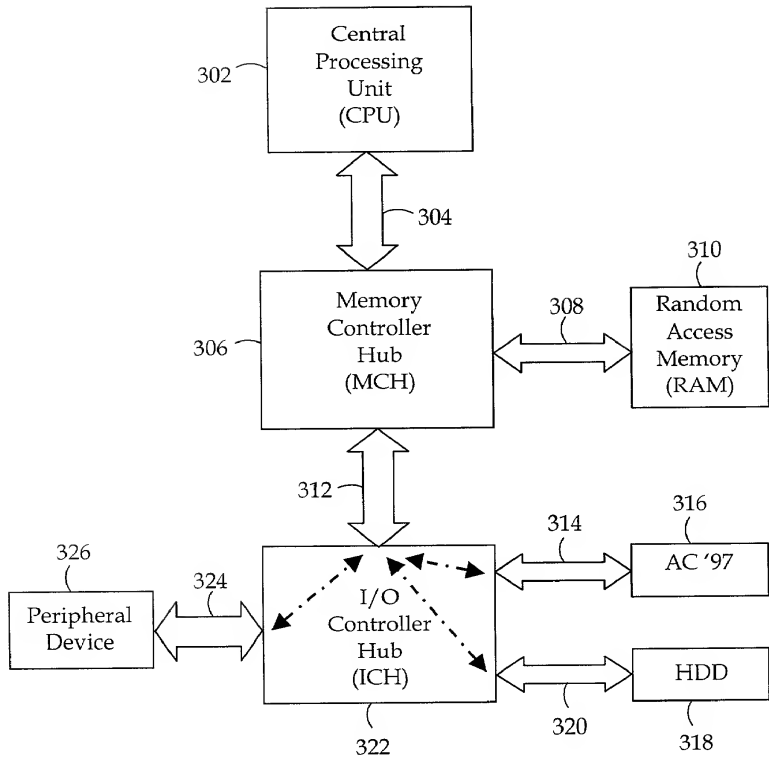 Central
Processing
Unit
(CPU)
302
304
310
Memory
Controller
Hub
(MCH)
306
308
Random
Access
Memory
(RAM)
312
314
316
AC '97
326
324
Peripheral
Device
I/O
Controller
Hub
(ICH)
HDD
320
318
322